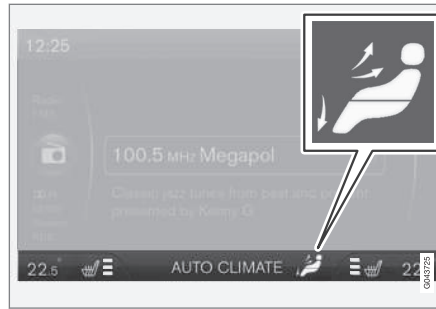 12:25
Radio
100.5 MHz Megapol
Classic jazz tunes from past and present
presented by Kenny G
22.5°
AUTO CLIMATE
22
G043725